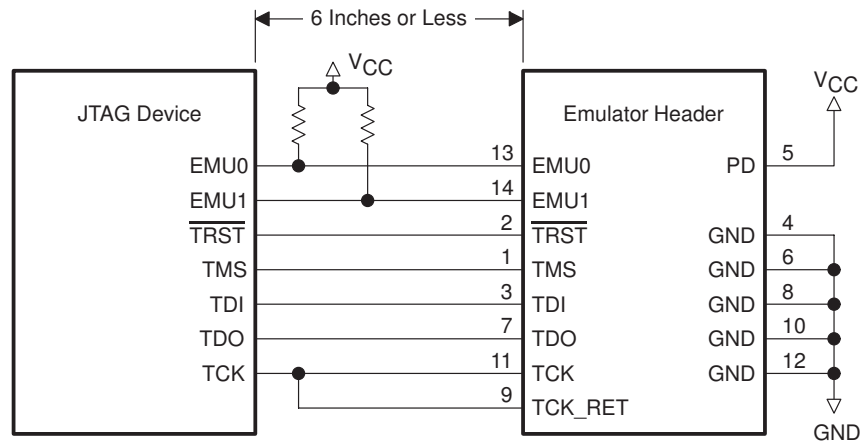 6 Inches or Less
VCC
VCC
JTAG Device
Emulator Header
EMU0 13 EMU0 PD 5
EMU1 14 EMU1
TRST 2 TRST GND 4
TMS 1 TMS GND 6
TDI 3 TDI GND 8
TDO 7 TDO GND 10
TCK 11 TCK GND 12
9 TCK_RET
GND